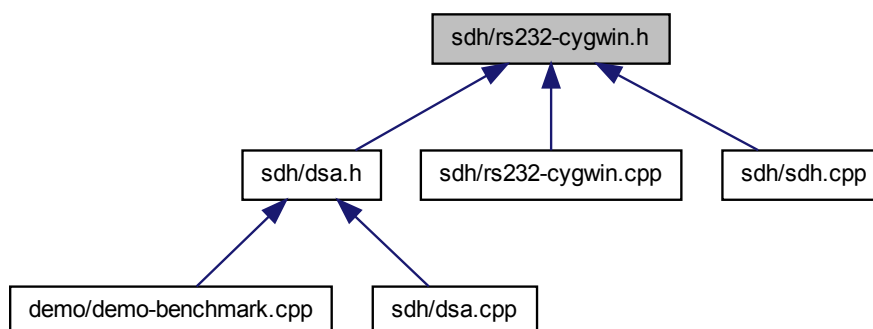 sdh/rs232-cygwin.h
sdh/dsa.h
sdh/rs232-cygwin.cpp
sdh/sdh.cpp
demo/demo-benchmark.cpp
sdh/dsa.cpp